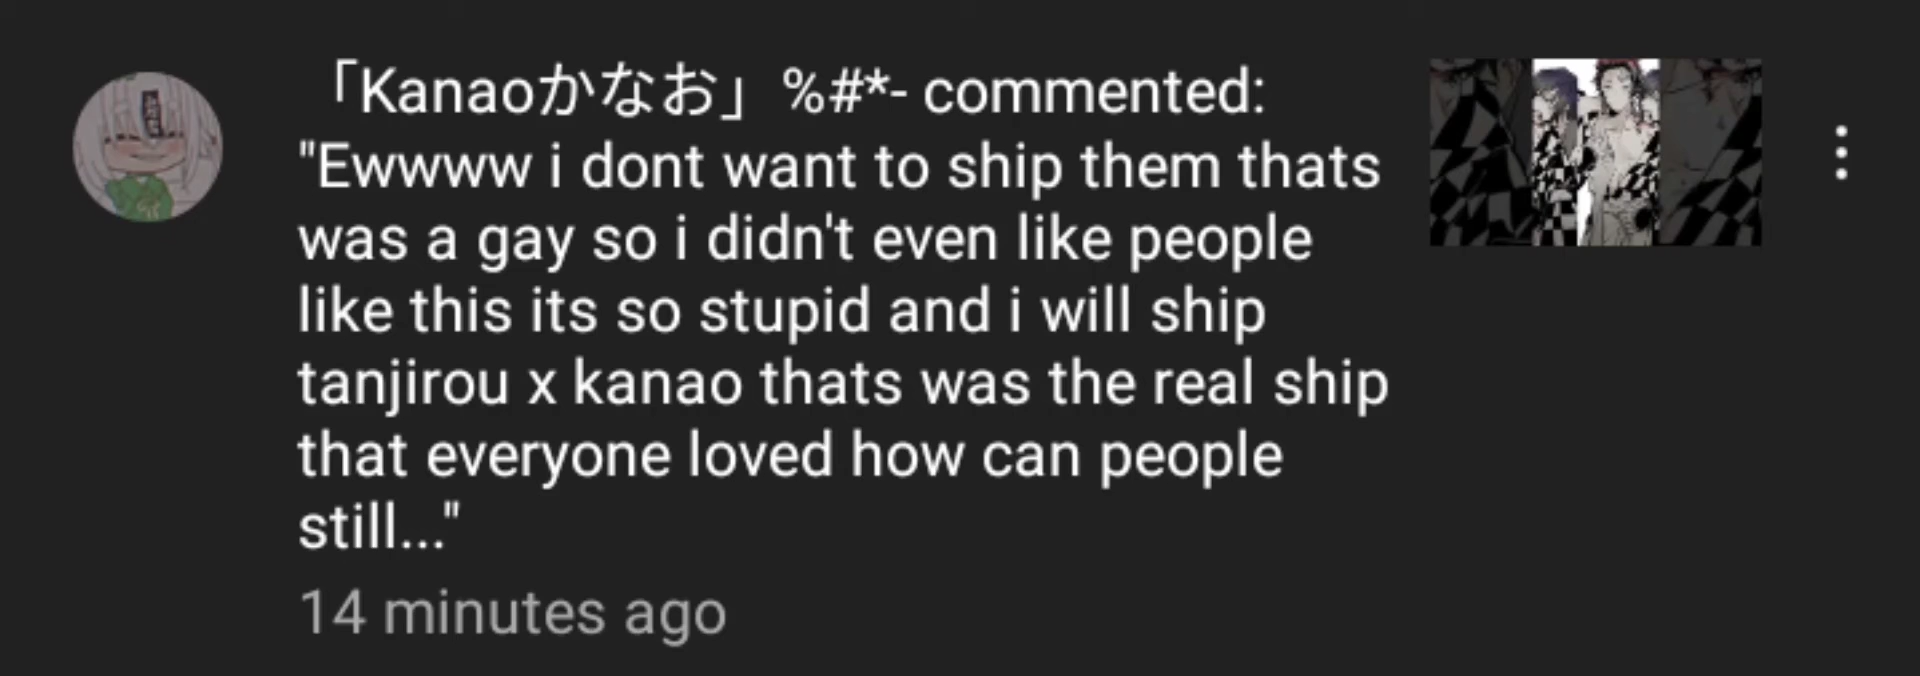 「Kanaoかなお」%#*- commented:
"Ewwww i dont want to ship them thats
was a gay so i didn't even like people
like this its so stupid and i will ship
tanjirou x kanao thats was the real ship
that everyone loved how can people
still..."
14 minutes ago